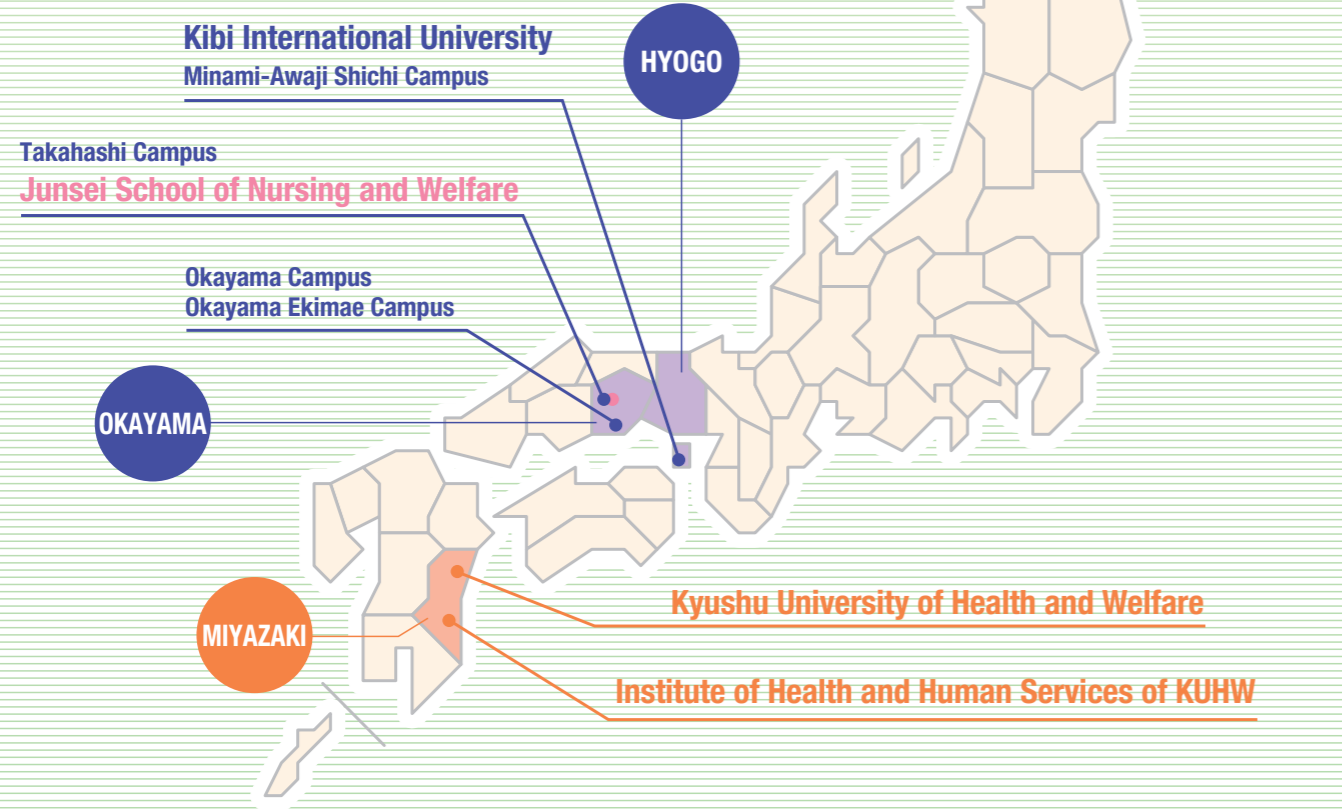 Kibi International University
Minami-Awaji Shichi Campus
HYOGO
Takahashi Campus
Junsei School of Nursing and Welfare
Okayama Campus
Okayama Ekimae Campus
OKAYAMA
Kyushu University of Health and Welfare
MIYAZAKI
Institute of Health and Human Services of KUHW